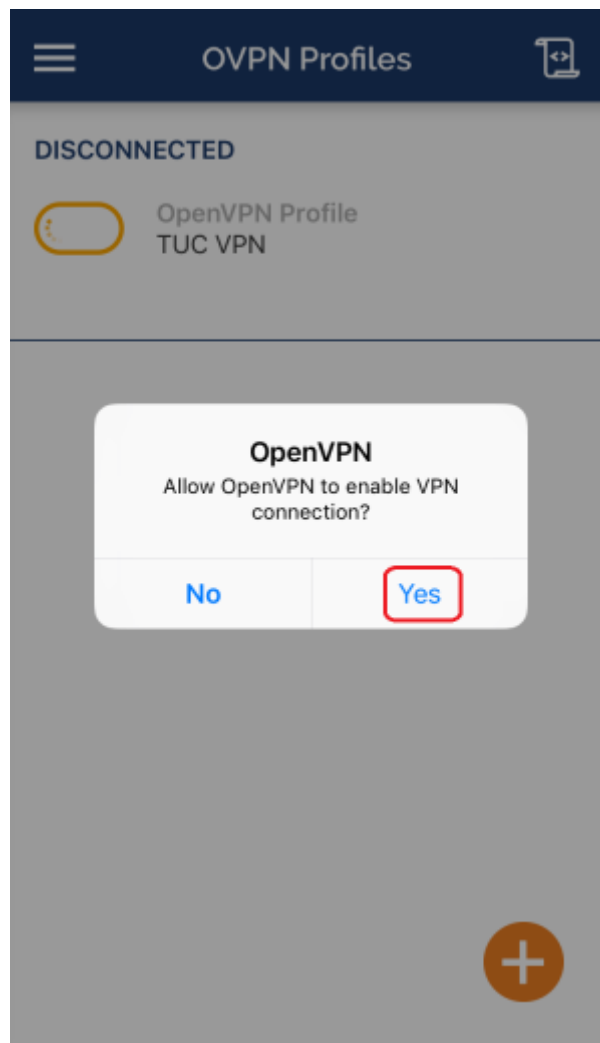 OVPN Profiles
DISCONNECTED
OpenVPN Profile
TUC VPN
OpenVPN
Allow OpenVPN to enable VPN
connection?
No
Yes